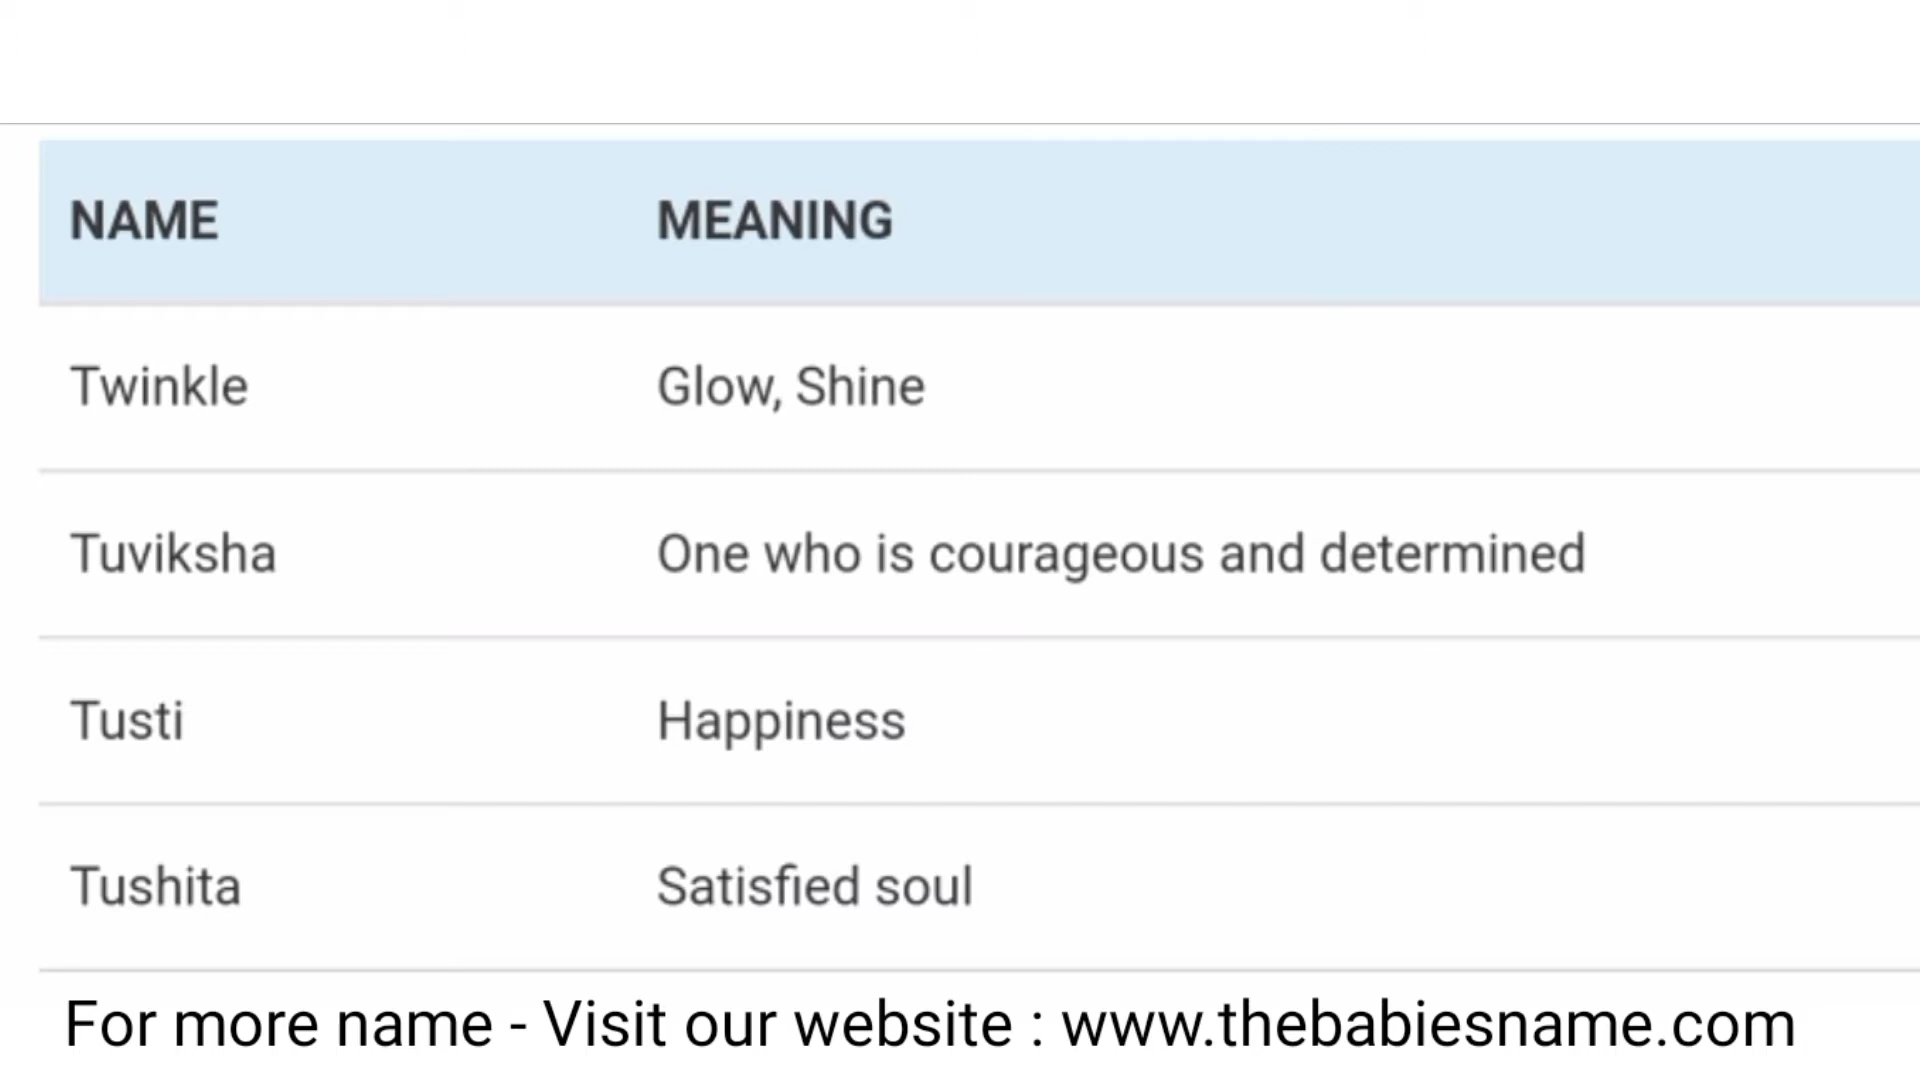 NAME MEANING
Twinkle Glow, Shine
Tuviksha One who is courageous and determined
Tusti Happiness
Tushita Satisfied soul
For more name - Visit our website : www.thebabiesname.com